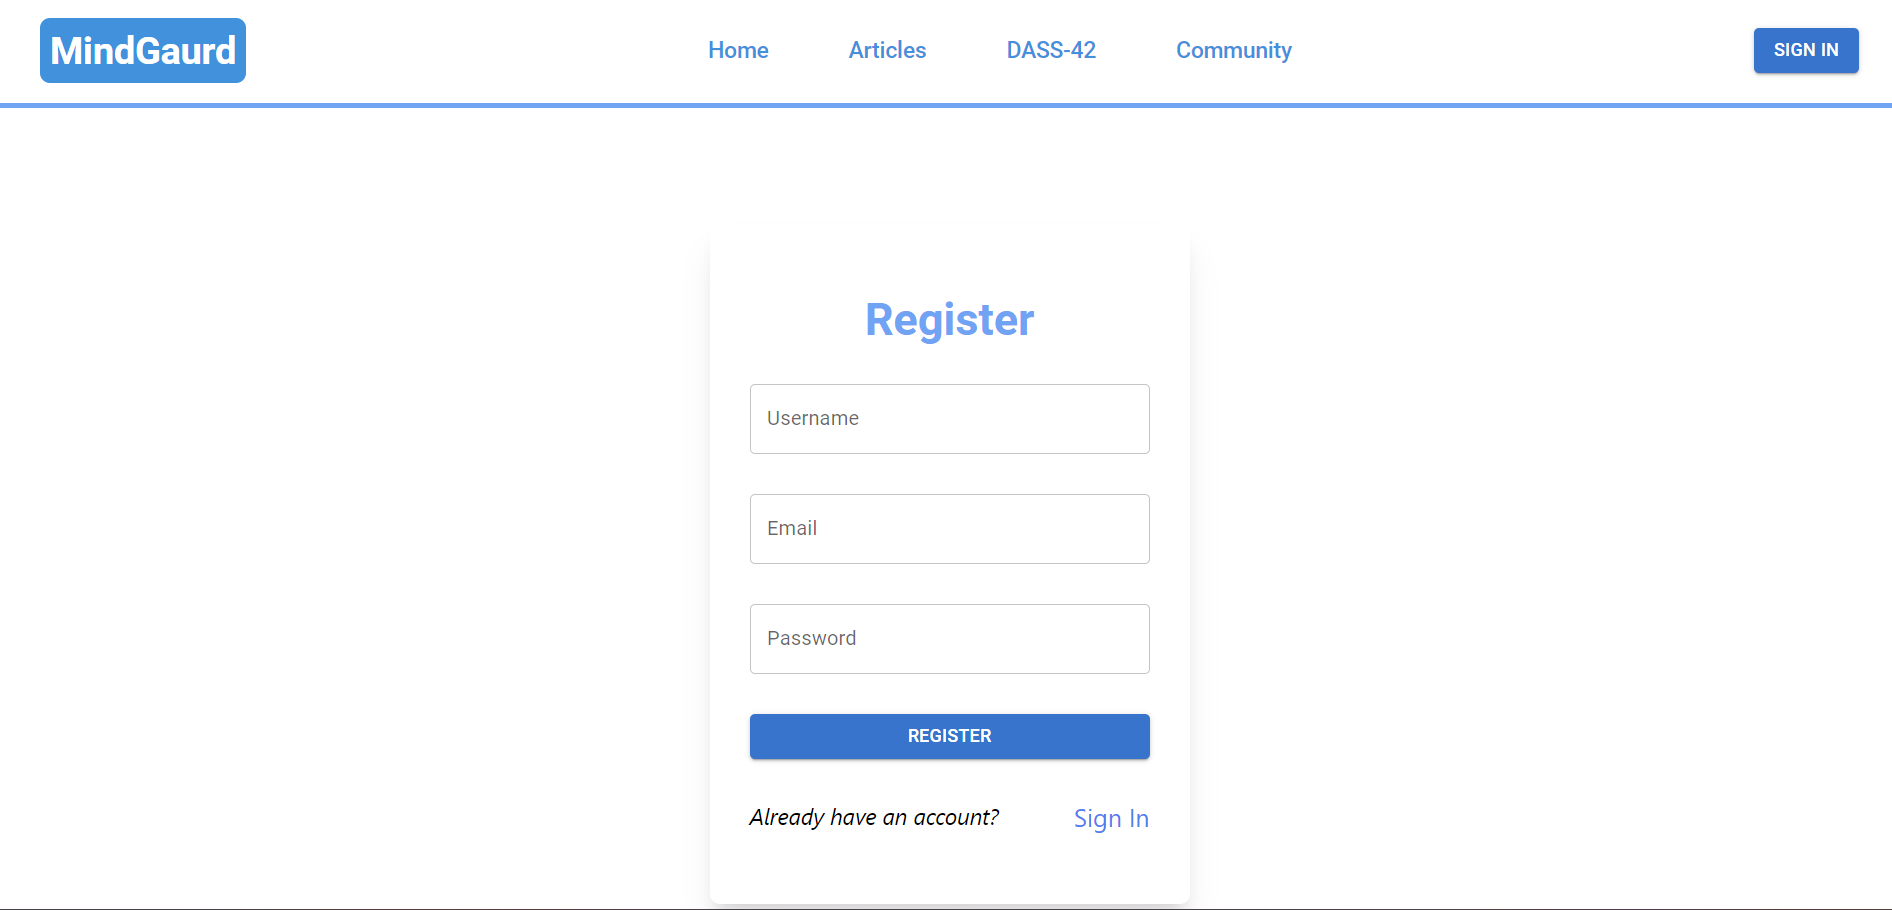 MindGaurd
Home Articles DASS-42 Community
SIGN IN
Register
Username
Email
Password
REGISTER
Already have an account? Sign In